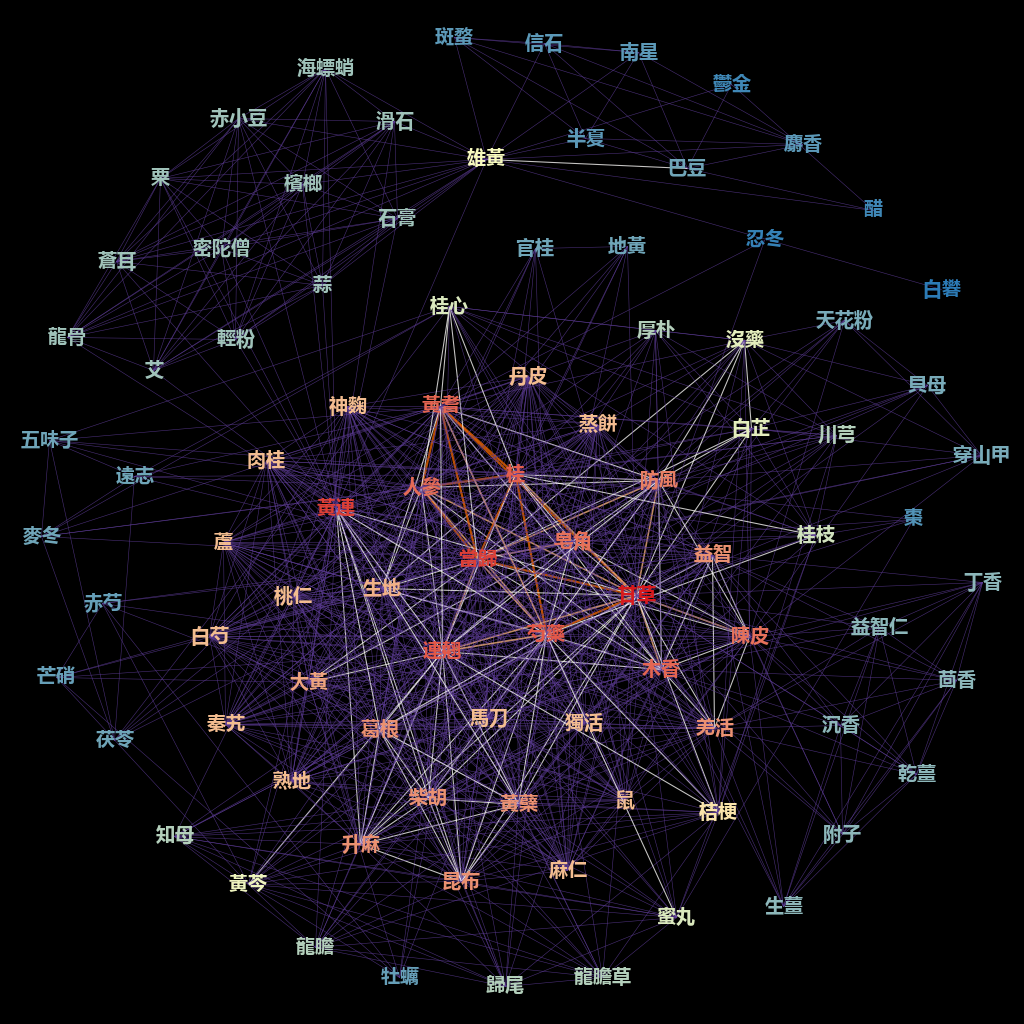 斑蝥
信石
南星
海螵蛸
鬱金
赤小豆
滑石
半夏
麝香
雄黃
巴豆
粟
檳榔
醋
石膏
忍冬
官桂
地黃
密陀僧
蒼耳
蒜
白礬
桂心
天花粉
厚朴
龍骨
輕粉
沒藥
艾
丹皮
貝母
神麴
黃耆
蒸餅
白芷
川芎
五味子
穿山甲
肉桂
遠志
桂
防風
人參
黃連
棗
麥冬
桂枝
蘆
皂角
益智
當歸
丁香
生地
桃仁
甘草
赤芍
益智仁
白芍
芍藥
陳皮
連翹
木香
芒硝
茴香
大黃
馬刀
獨活
秦艽
沉香
葛根
羌活
茯苓
乾薑
熟地
柴胡
鼠
黃蘗
桔梗
知母
附子
升麻
麻仁
昆布
黃芩
生薑
蜜丸
龍膽
牡蠣
龍膽草
歸尾